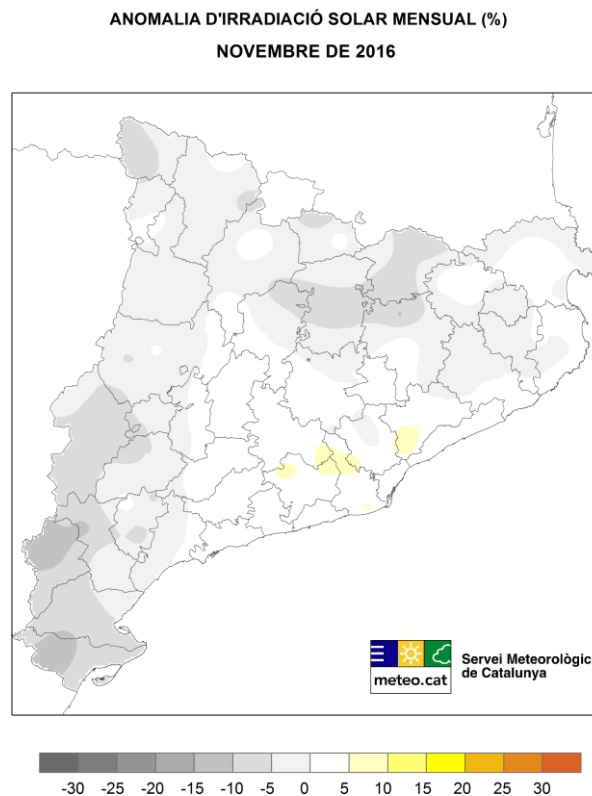 ANOMALIA D'IRRADIACIÓ SOLAR MENSUAL (%)
NOVEMBRE DE 2016
Servei Meteorològic
de Catalunya
meteo.cat
-30 -25 -20 -15 -10 -5 0 5 10 15 20 25 30